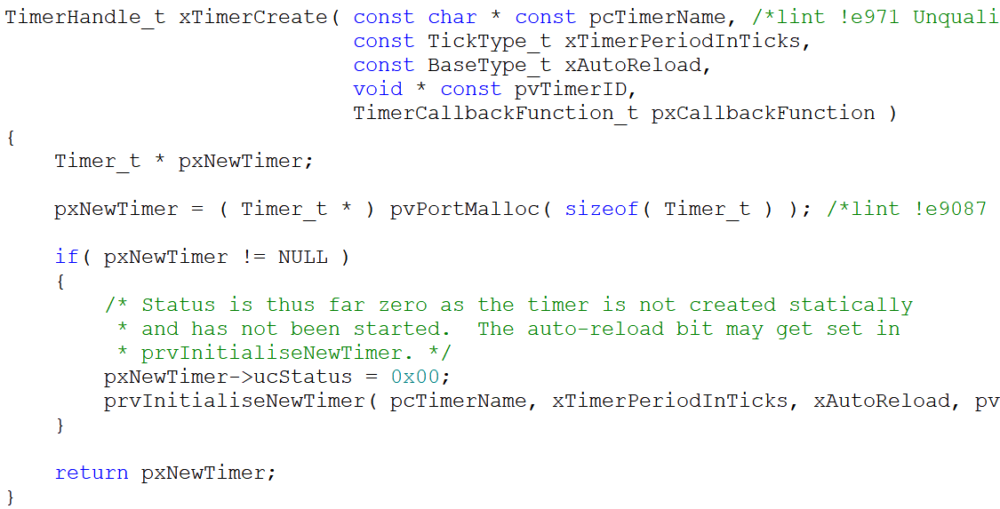 TimerHandle_t xTimerCreate( const char * const pcTimerName, /*lint !e971 Unquali
                            const TickType_t xTimerPeriodInTicks,
                            const BaseType_t xAutoReload,
                            void * const pvTimerID,
                            TimerCallbackFunction_t pxCallbackFunction )
{
    Timer_t * pxNewTimer;

    pxNewTimer = ( Timer_t * ) pvPortMalloc( sizeof( Timer_t ) ); /*lint !e9087

    if( pxNewTimer != NULL )
    {
        /* Status is thus far zero as the timer is not created statically
         * and has not been started.  The auto-reload bit may get set in
         * prvInitialiseNewTimer. */
        pxNewTimer->ucStatus = 0x00;
        prvInitialiseNewTimer( pcTimerName, xTimerPeriodInTicks, xAutoReload, pv
    }

    return pxNewTimer;
}